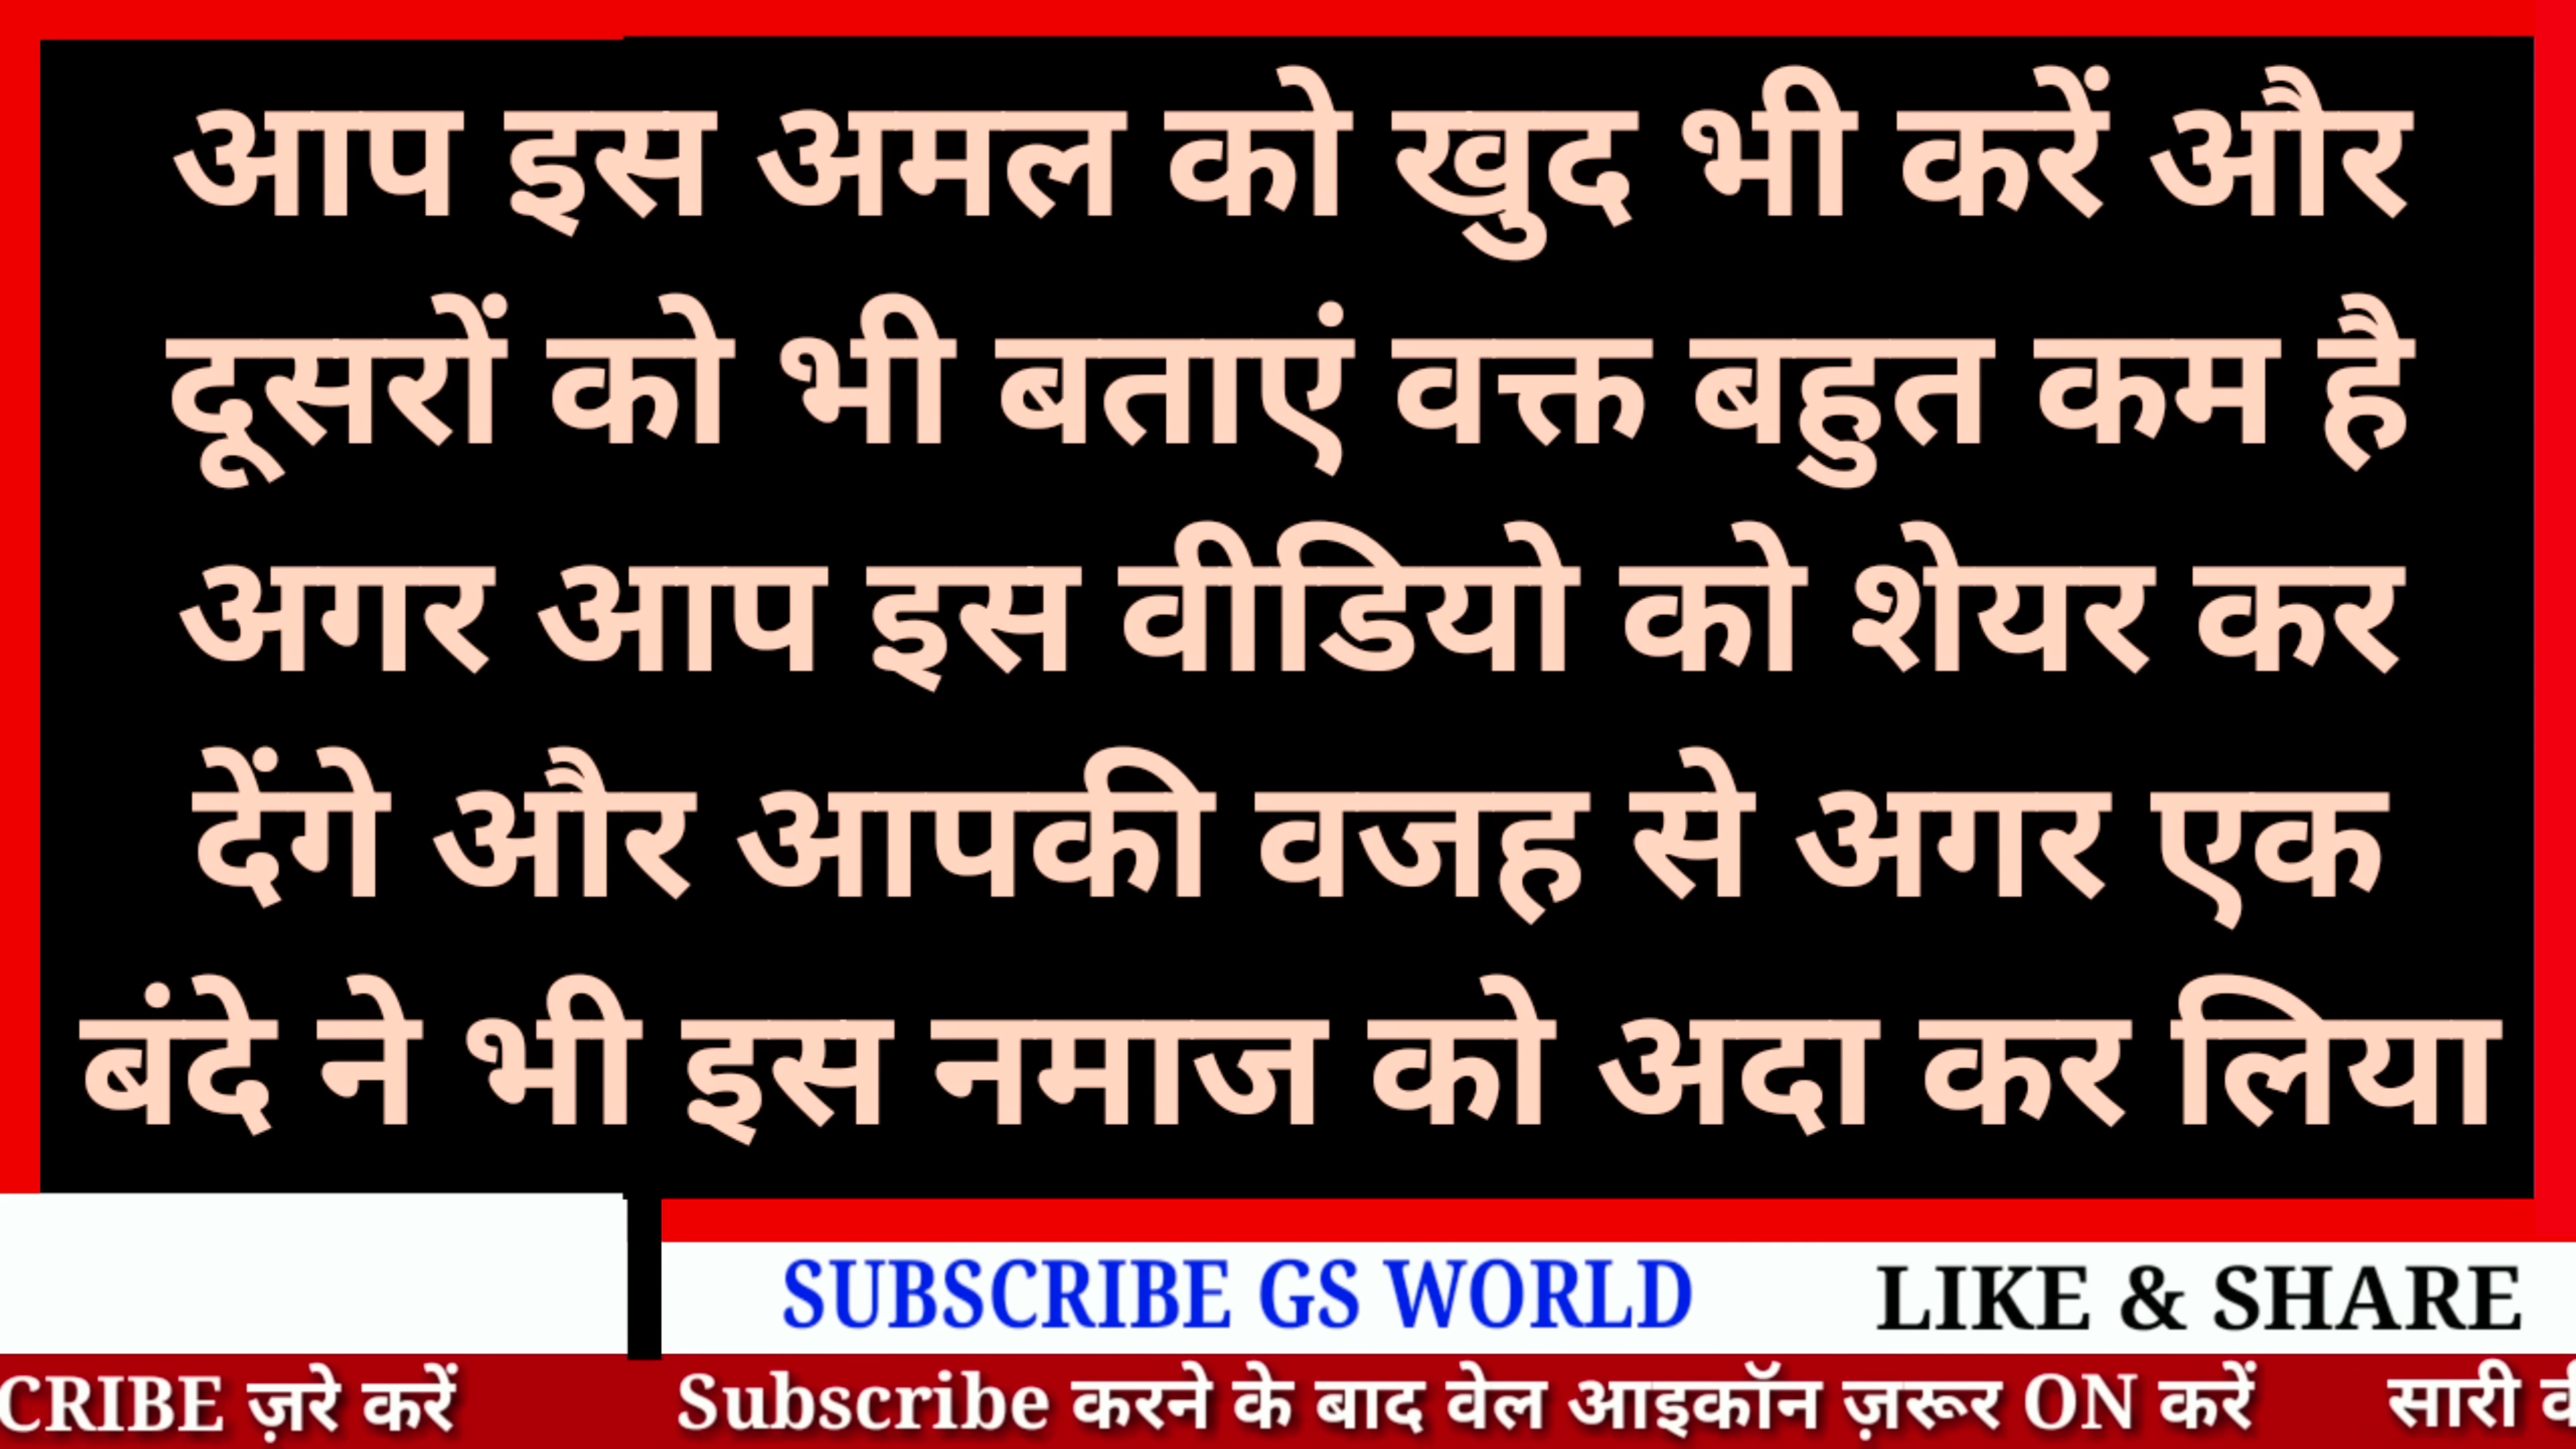 आप इस अमल को खुद भी करें और
दूसरों को भी बताएं वक्त बहुत कम है
अगर आप इस वीडियो को शेयर कर
देंगे और आपकी वजह से अगर एक
बंदे ने भी इस नमाज को अदा कर लिया
SUBSCRIBE GS WORLD LIKE & SHARE
CRIBE ज़रे करें Subscribe करने के बाद वेल आइकॉन ज़रूर ON करें सारी